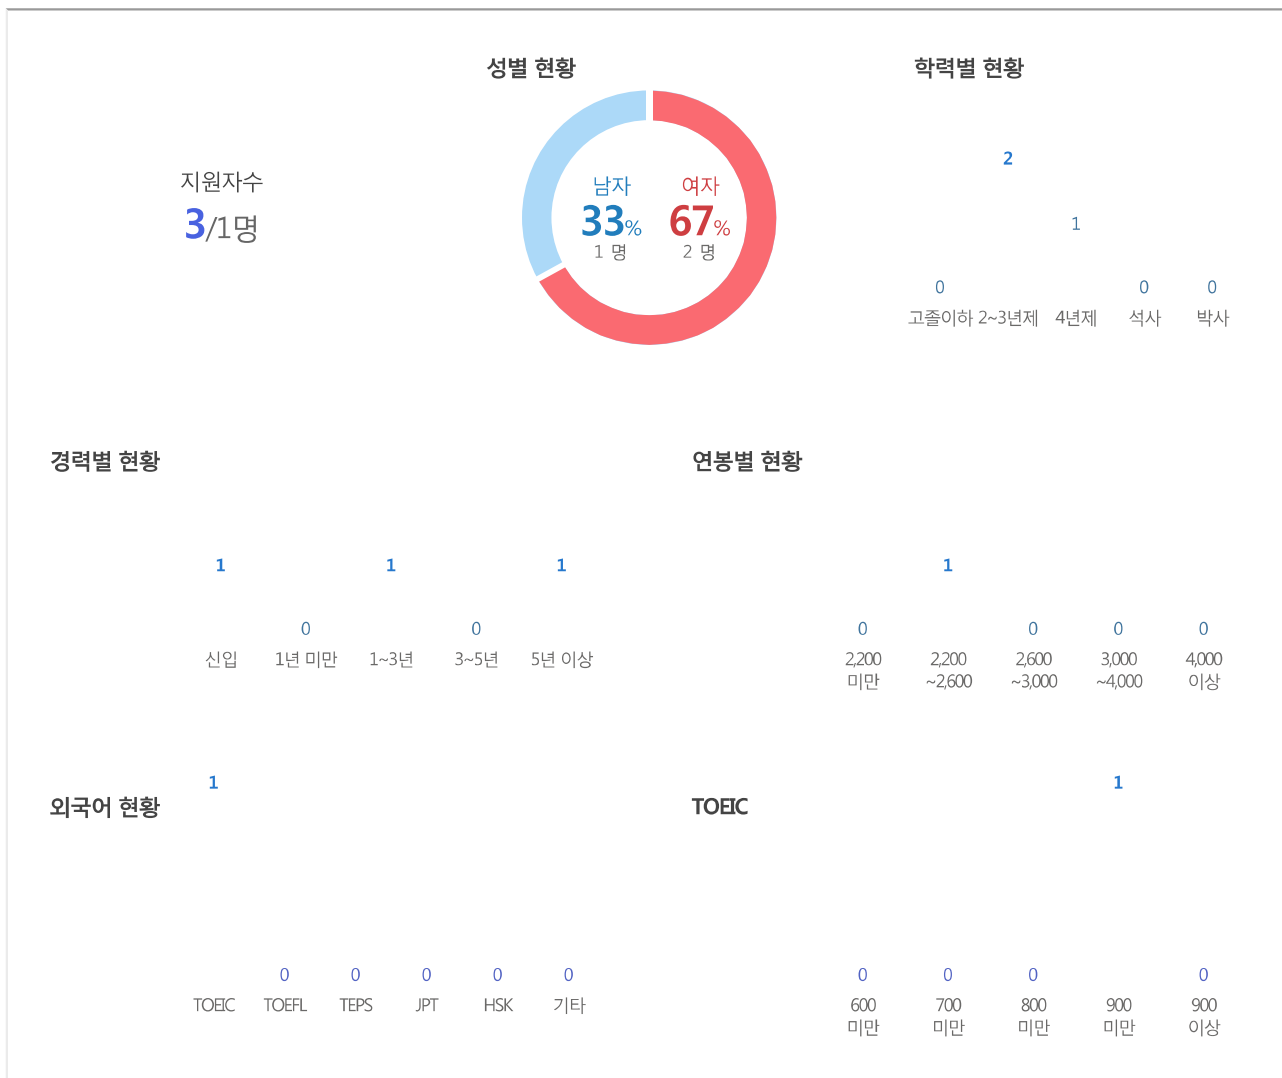 지원자수
3/1명
성별 현황
남자
33%
1 명
여자
67%
2 명
학력별 현황
2
1
0 0 0
고졸이하 2~3년제 4년제 석사 박사
경력별 현황
1 1 1
0 0
신입 1년 미만 1~3년 3~5년 5년 이상
연봉별 현황
1
0 0 0 0
2,200 2,200 2,600 3,000 4,000
미만 ~2,600 ~3,000 ~4,000 이상
외국어 현황
1
0 0 0 0 0
TOEIC TOEFL TEPS JPT HSK 기타
TOEIC
1
0 0 0 0
600 700 800 900 900
미만 미만 미만 미만 이상